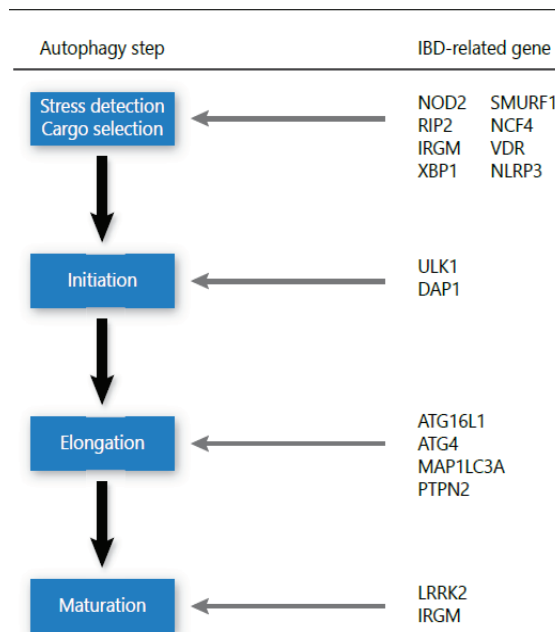 Autophagy step IBD-related gene
Stress detection
Cargo selection
NOD2 SMURF1
RIP2 NCF4
IRGM VDR
XBP1 NLRP3
Initiation
ULK1
DAP1
Elongation
ATG16L1
ATG4
MAP1LC3A
PTPN2
Maturation
LRRK2
IRGM